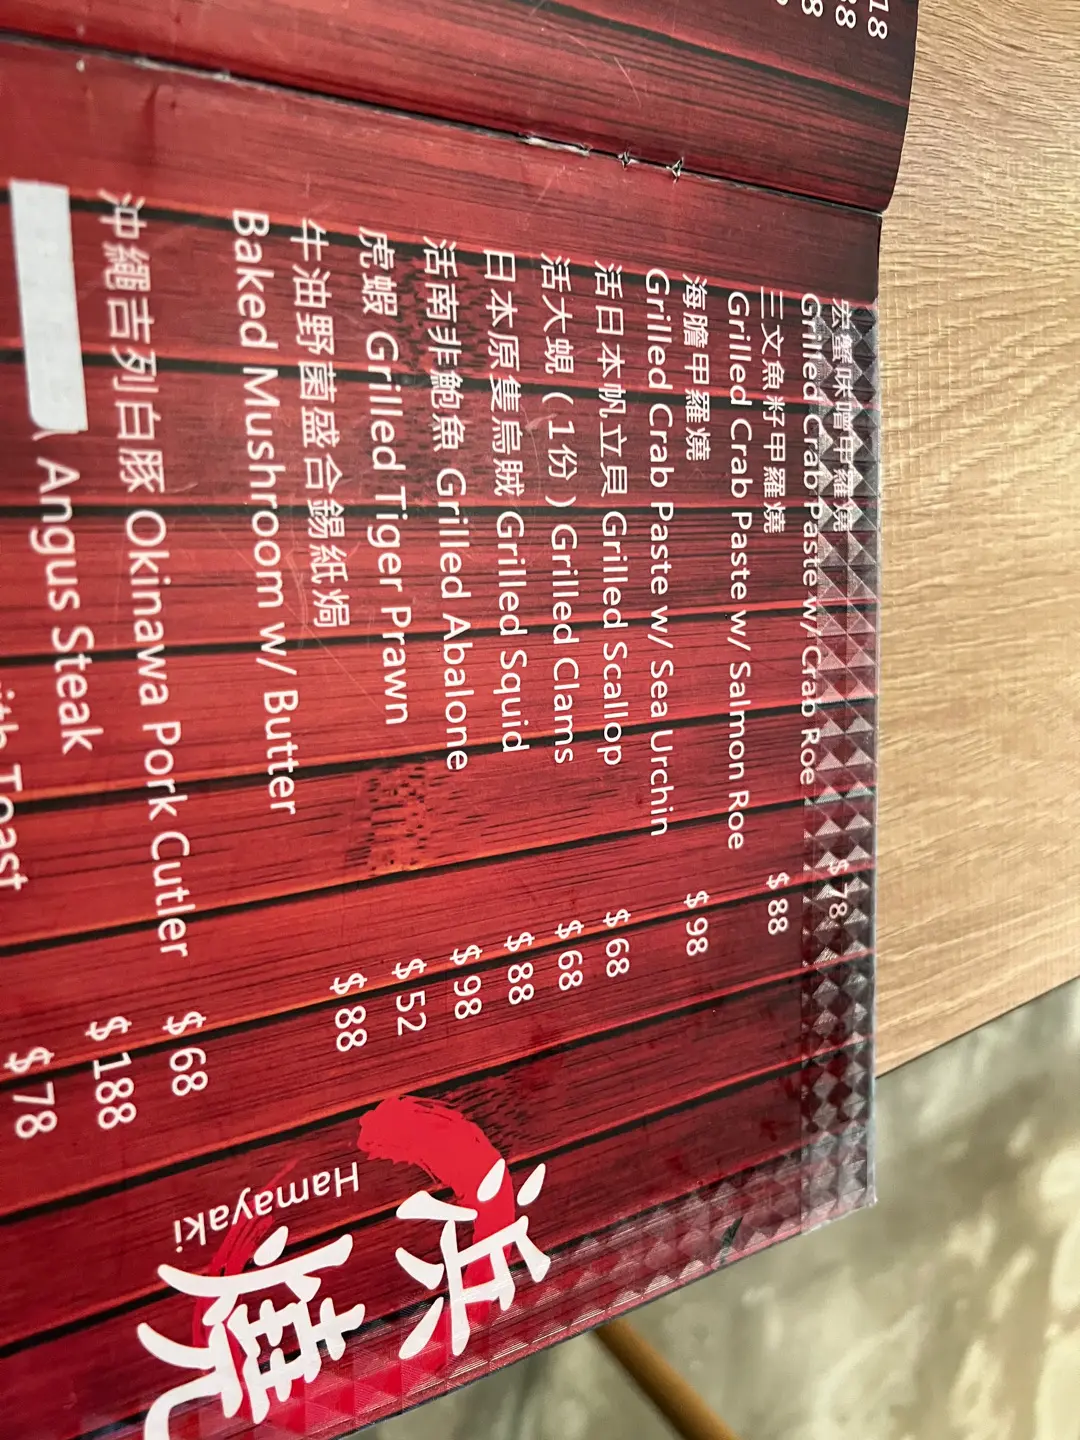 浜燒
Hamayaki
宏蟹味噌甲羅燒
Grilled Crab Paste w/ Crab Roe $ 78
三文魚籽甲羅燒
Grilled Crab Paste w/ Salmon Roe $ 88
海膽甲羅燒
Grilled Crab Paste w/ Sea Urchin $ 98
活日本帆立貝 Grilled Scallop $ 68
活大蜆（1份）Grilled Clams $ 68
日本原隻烏賊 Grilled Squid $ 88
活南非鮑魚 Grilled Abalone $ 98
虎蝦 Grilled Tiger Prawn $ 52
牛油野菌盛合錫紙焗
Baked Mushroom w/ Butter $ 88
沖繩吉列白豚 Okinawa Pork Cutler $ 68
Angus Steak $ 188
with Toast $ 78